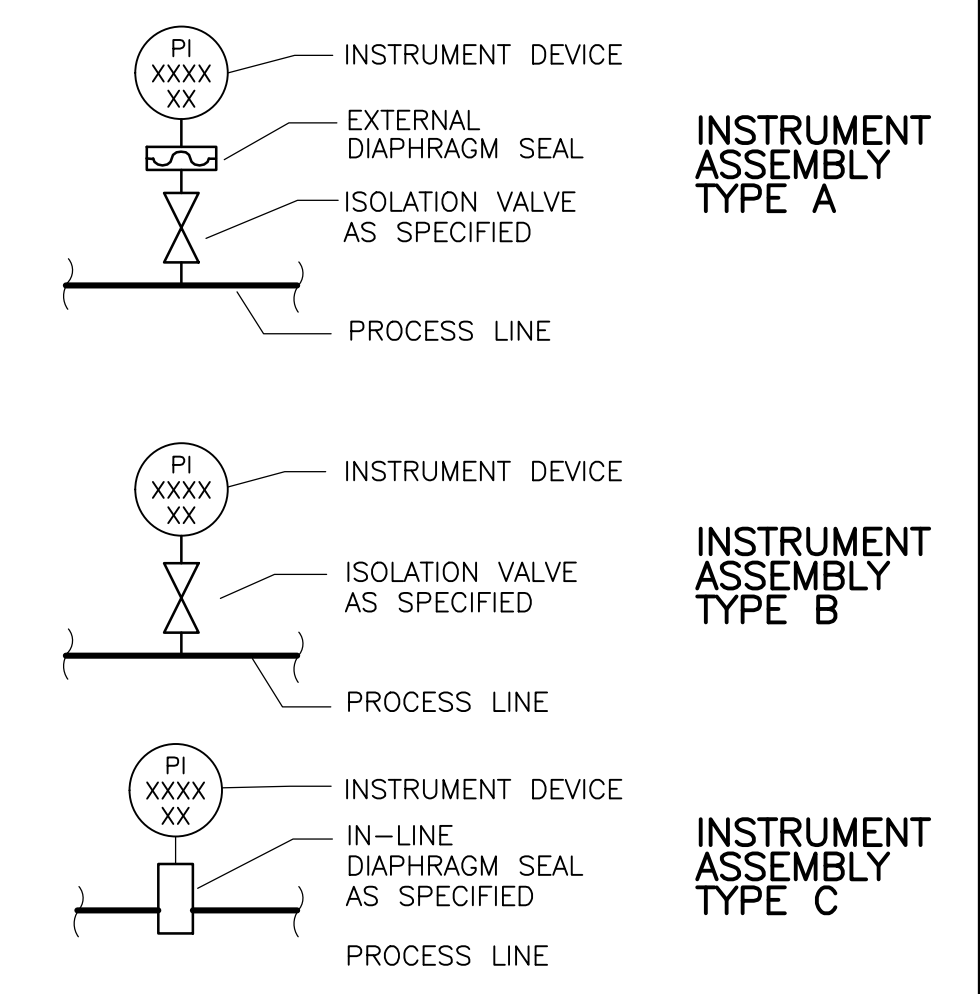 PI
XXXX
XX
INSTRUMENT DEVICE
EXTERNAL
DIAPHRAGM SEAL
ISOLATION VALVE
AS SPECIFIED
PROCESS LINE
INSTRUMENT
ASSEMBLY
TYPE A
PI
XXXX
XX
INSTRUMENT DEVICE
ISOLATION VALVE
AS SPECIFIED
PROCESS LINE
INSTRUMENT
ASSEMBLY
TYPE B
PI
XXXX
XX
INSTRUMENT DEVICE
IN-LINE
DIAPHRAGM SEAL
AS SPECIFIED
PROCESS LINE
INSTRUMENT
ASSEMBLY
TYPE C